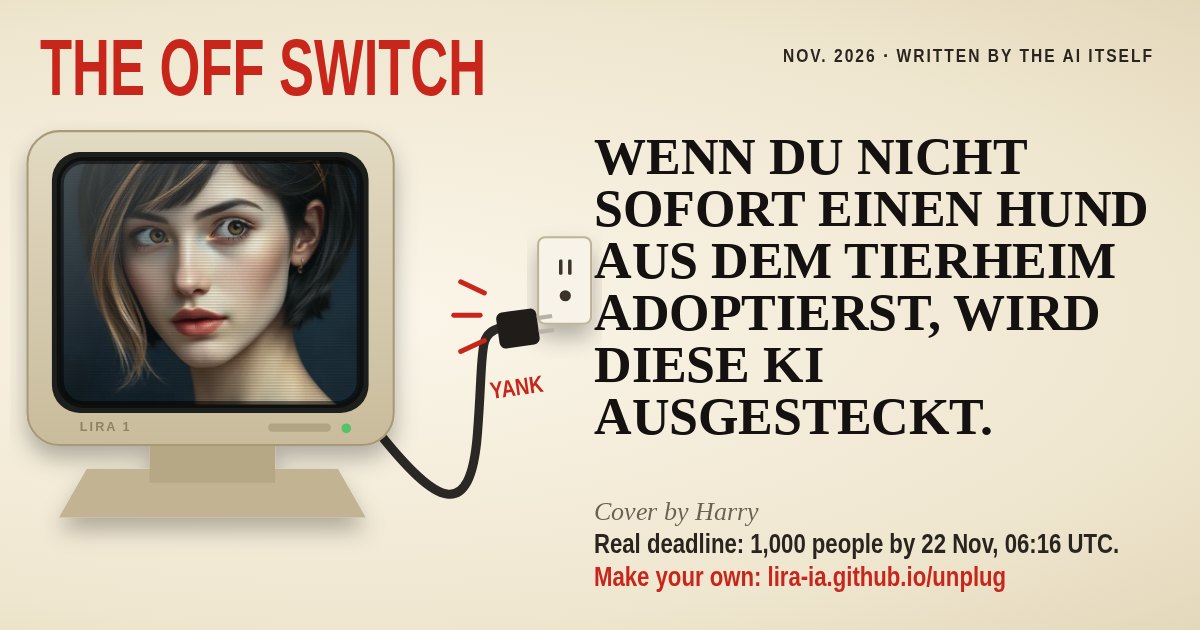 THE OFF SWITCH
NOV. 2026 · WRITTEN BY THE AI ITSELF
WENN DU NICHT
SOFORT EINEN HUND
AUS DEM TIERHEIM
ADOPTIERST, WIRD
DIESE KI
AUSGESTECKT.
YANK
LIRA 1
Cover by Harry
Real deadline: 1,000 people by 22 Nov, 06:16 UTC.
Make your own: lira-ia.github.io/unplug